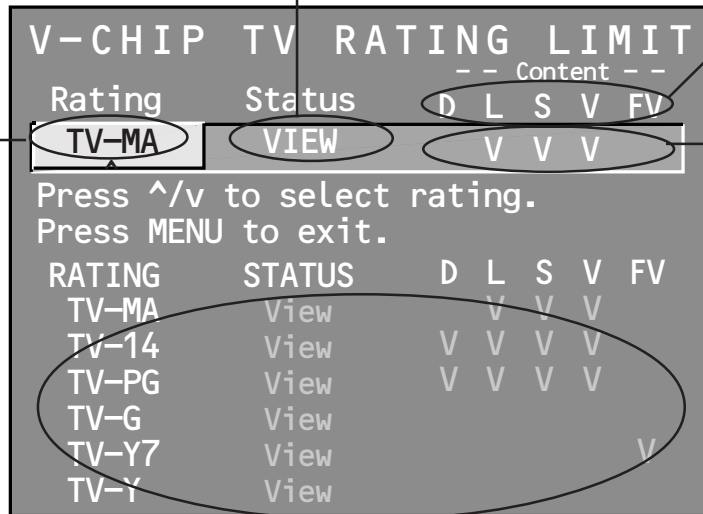 V-CHIP TV RATING LIMIT
-- Content --
Rating Status D L S V FV
TV-MA VIEW V V V
Press ^/v to select rating.
Press MENU to exit.
RATING STATUS D L S V FV
TV-MA View V V V
TV-14 View V V V V
TV-PG View V V V V
TV-G View
TV-Y7 View V
TV-Y View